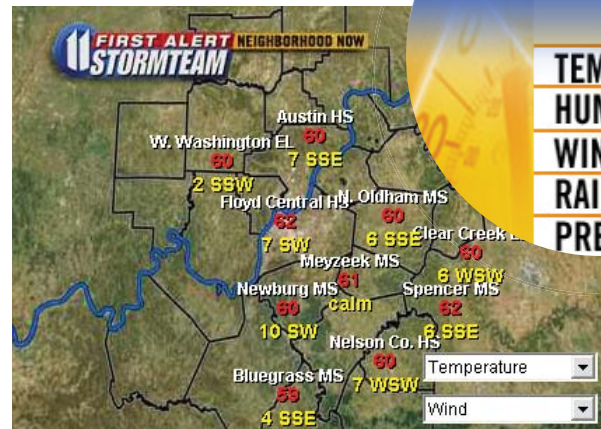 11 FIRST ALERT
STORMTEAM
NEIGHBORHOOD NOW
TEM
HUM
WIN
RAI
PRE
Austin HS
60
7 SSE
W. Washington EL
60
2 SSW
Floyd Central HS
62
7 SW
N. Oldham MS
60
6 SSE
Clear Creek E
60
6 WSW
Meyzeek MS
61
calm
Newburg MS
60
10 SW
Spencer MS
62
6 SSE
Nelson Co. HS
60
7 WSW
Bluegrass MS
59
4 SSE
Temperature
Wind